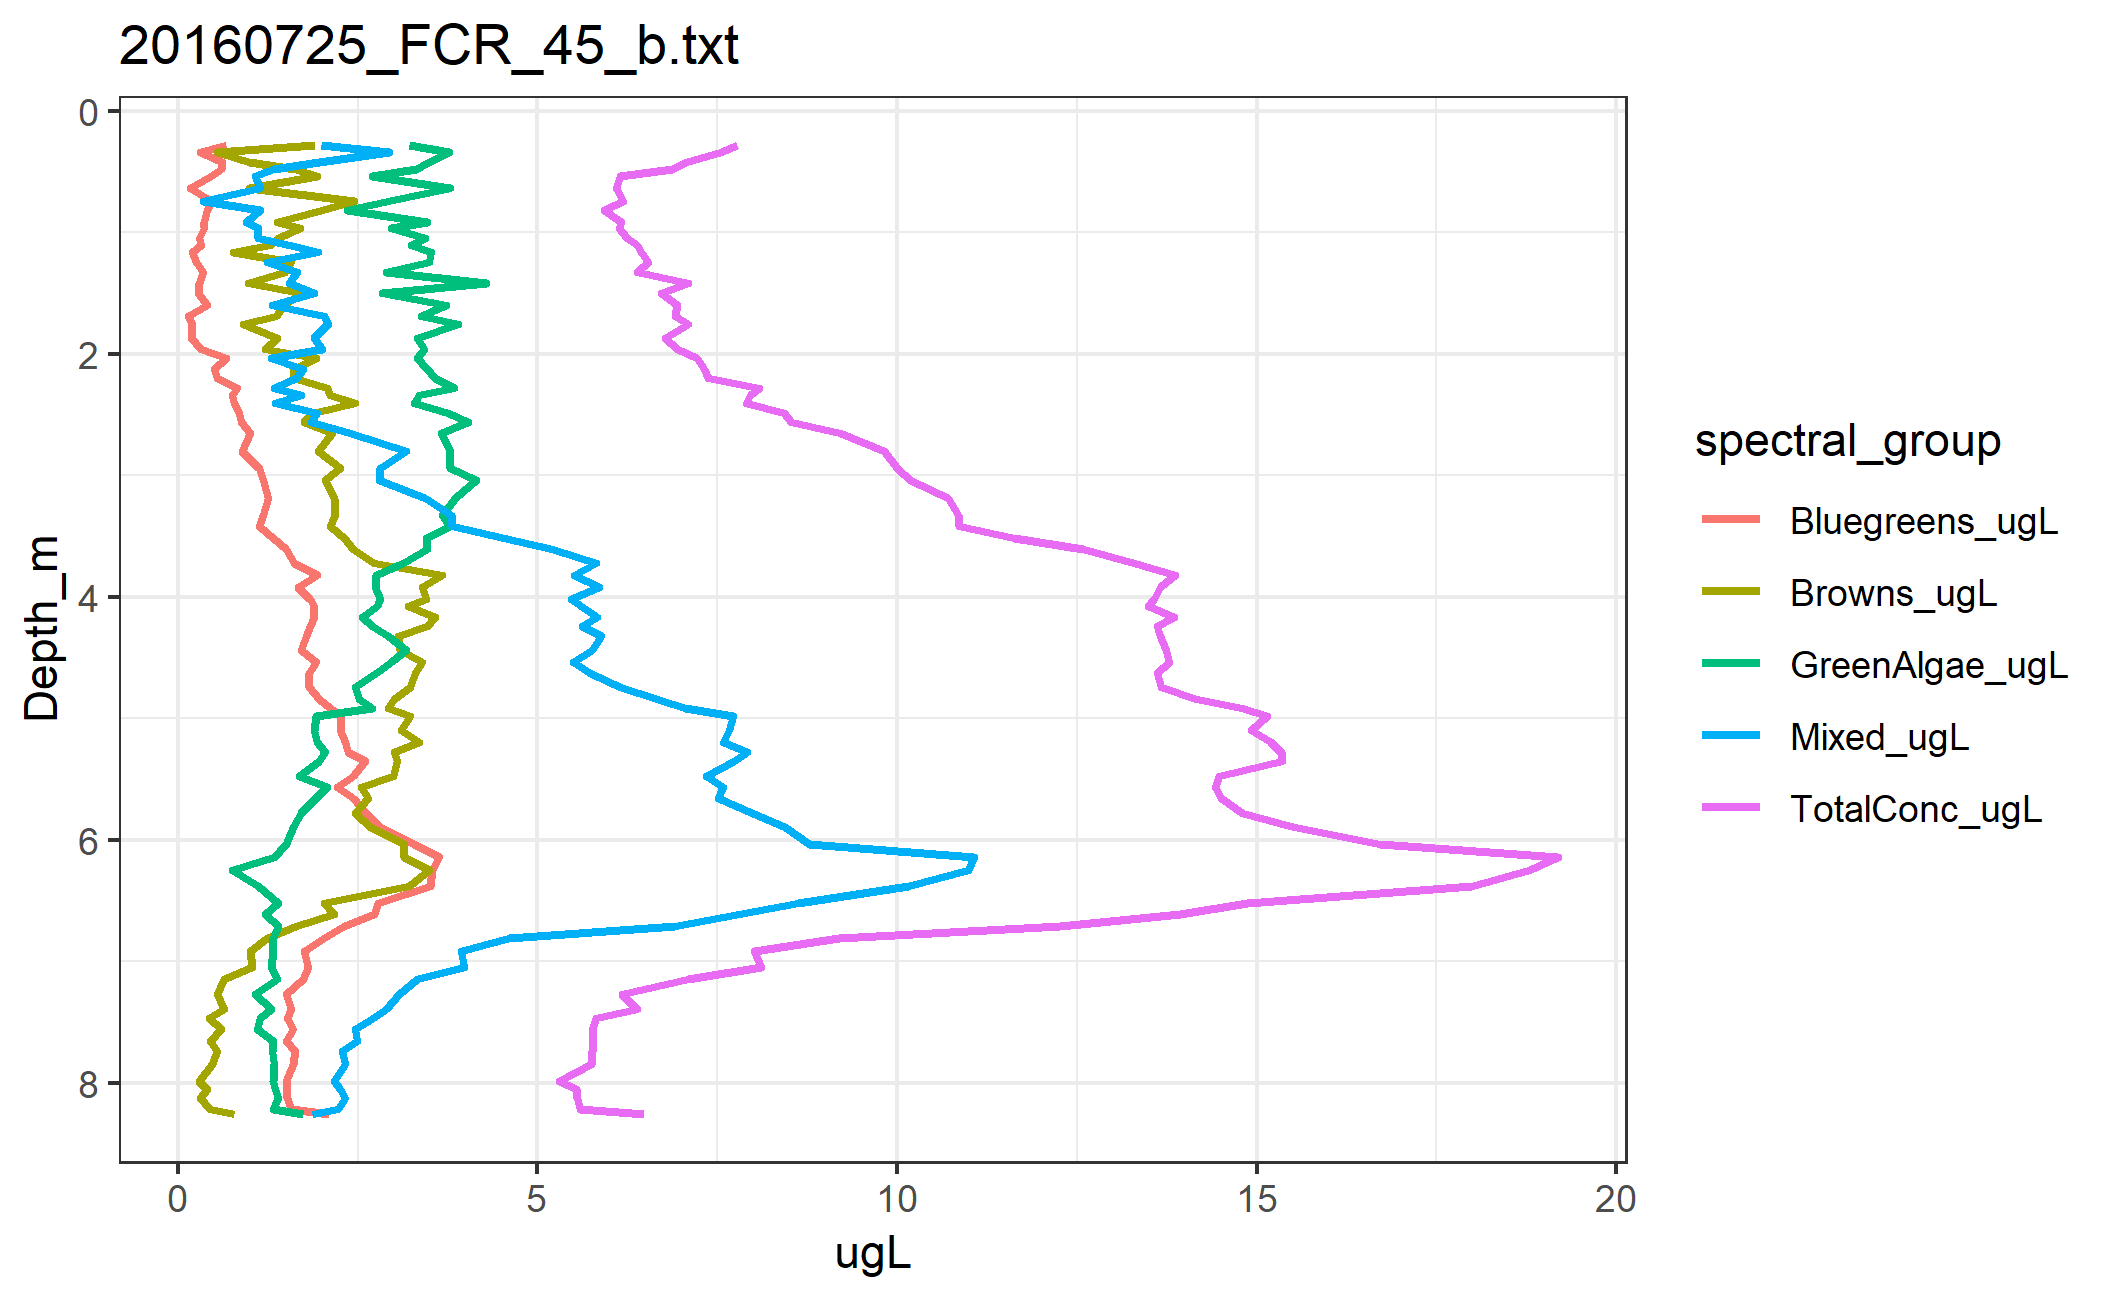 20160725_FCR_45_b.txt
0
2
4
6
8
Depth_m
0 5 10 15 20
ugL
spectral_group
Bluegreens_ugL
Browns_ugL
GreenAlgae_ugL
Mixed_ugL
TotalConc_ugL